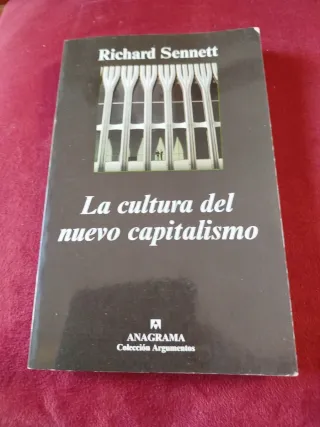 Richard Sennett
La cultura del
nuevo capitalismo
ANAGRAMA
Colección Argumentos